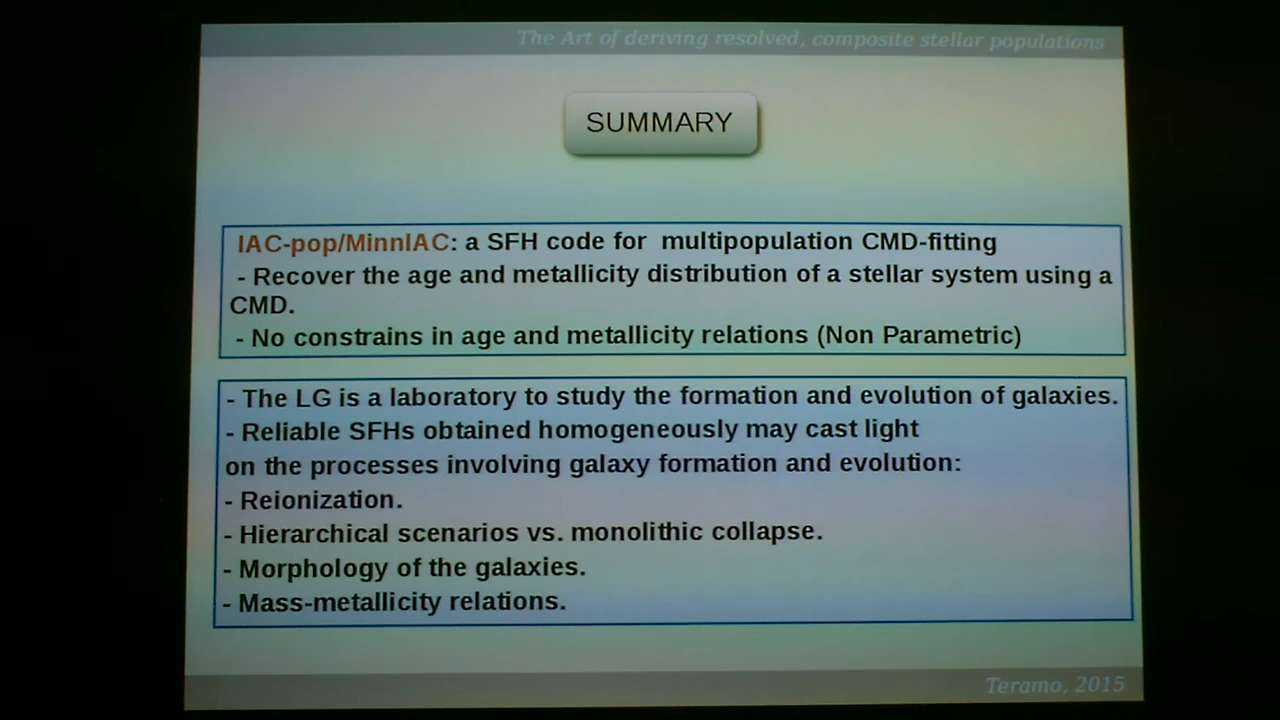 The Art of deriving resolved, composite stellar populations
SUMMARY
IAC-pop/MinnIAC: a SFH code for multipopulation CMD-fitting
- Recover the age and metallicity distribution of a stellar system using a
CMD.
- No constrains in age and metallicity relations (Non Parametric)
- The LG is a laboratory to study the formation and evolution of galaxies.
- Reliable SFHs obtained homogeneously may cast light
on the processes involving galaxy formation and evolution:
- Reionization.
- Hierarchical scenarios vs. monolithic collapse.
- Morphology of the galaxies.
- Mass-metallicity relations.
Teramo, 2015